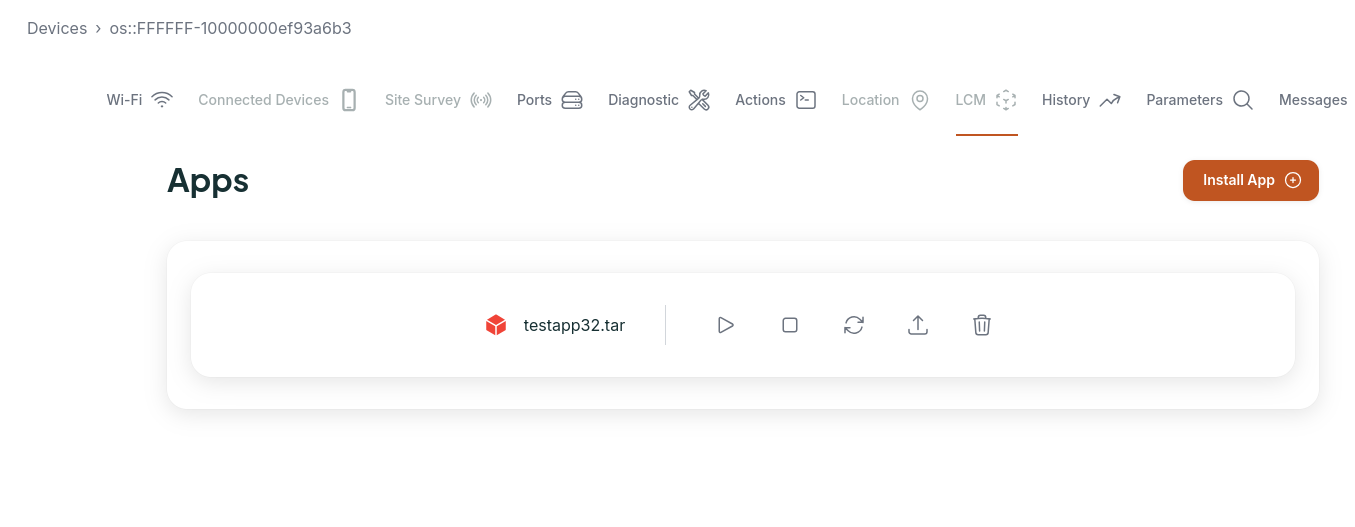 Devices › os::FFFFFF-10000000ef93a6b3
Wi-Fi Connected Devices Site Survey Ports Diagnostic Actions Location LCM History Parameters Messages
Apps
Install App
testapp32.tar